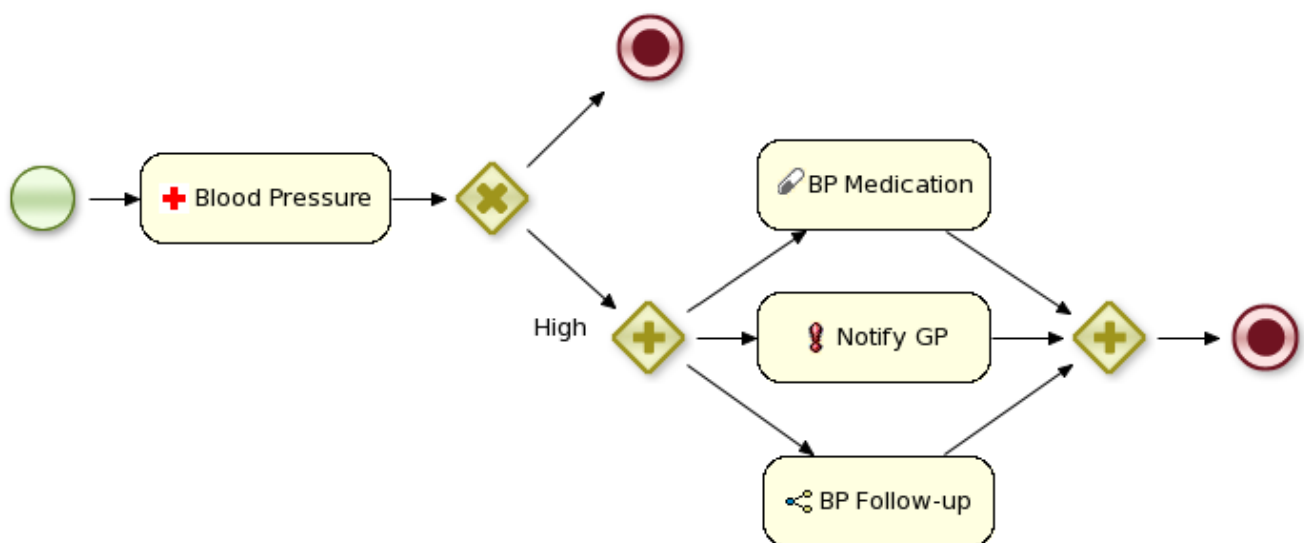 Blood Pressure
High
BP Medication
Notify GP
BP Follow-up